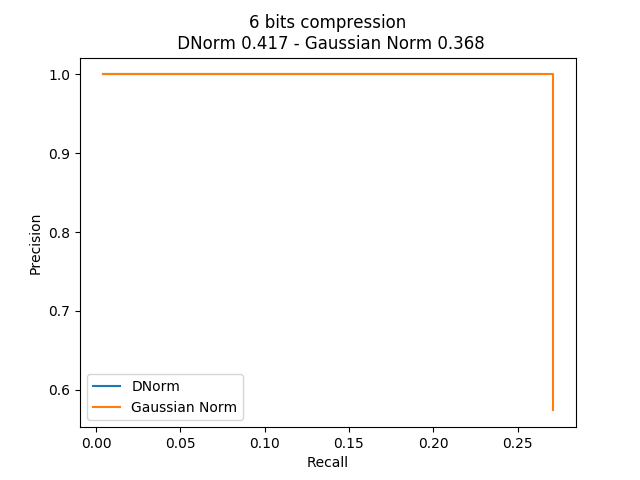 6 bits compression
DNorm 0.417 - Gaussian Norm 0.368
1.0
0.9
0.8
0.7
0.6
Precision
DNorm
Gaussian Norm
0.00 0.05 0.10 0.15 0.20 0.25
Recall